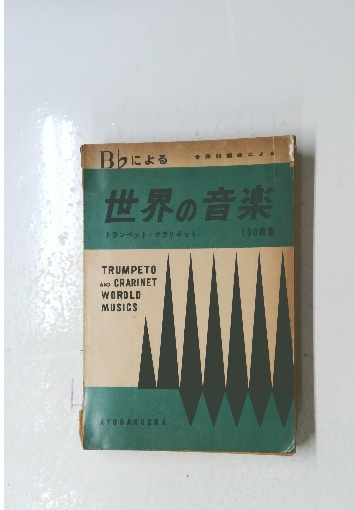 B♭による
世界の音楽
トランペット・クラリネット
100曲集
TRUMPETO
AND CRARINET
WOROLD
MUSICS